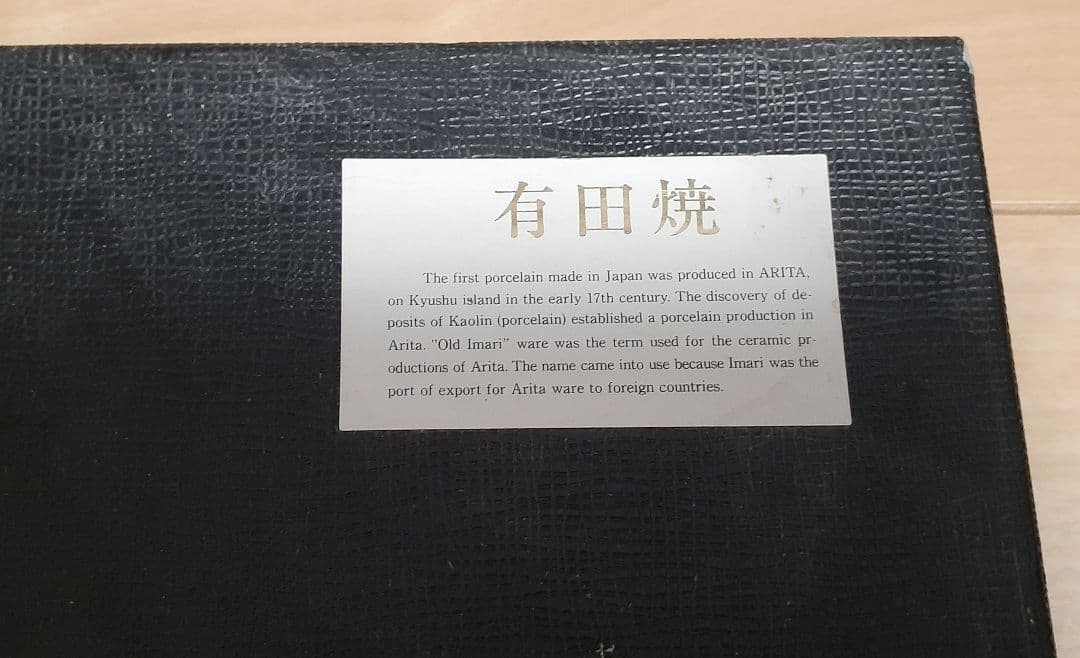 有田焼
The first porcelain made in Japan was produced in ARITA,
on Kyushu island in the early 17th century. The discovery of de-
posits of Kaolin (porcelain) established a porcelain production in
Arita. "Old Imari" ware was the term used for the ceramic pr-
oductions of Arita. The name came into use because Imari was the
port of export for Arita ware to foreign countries.